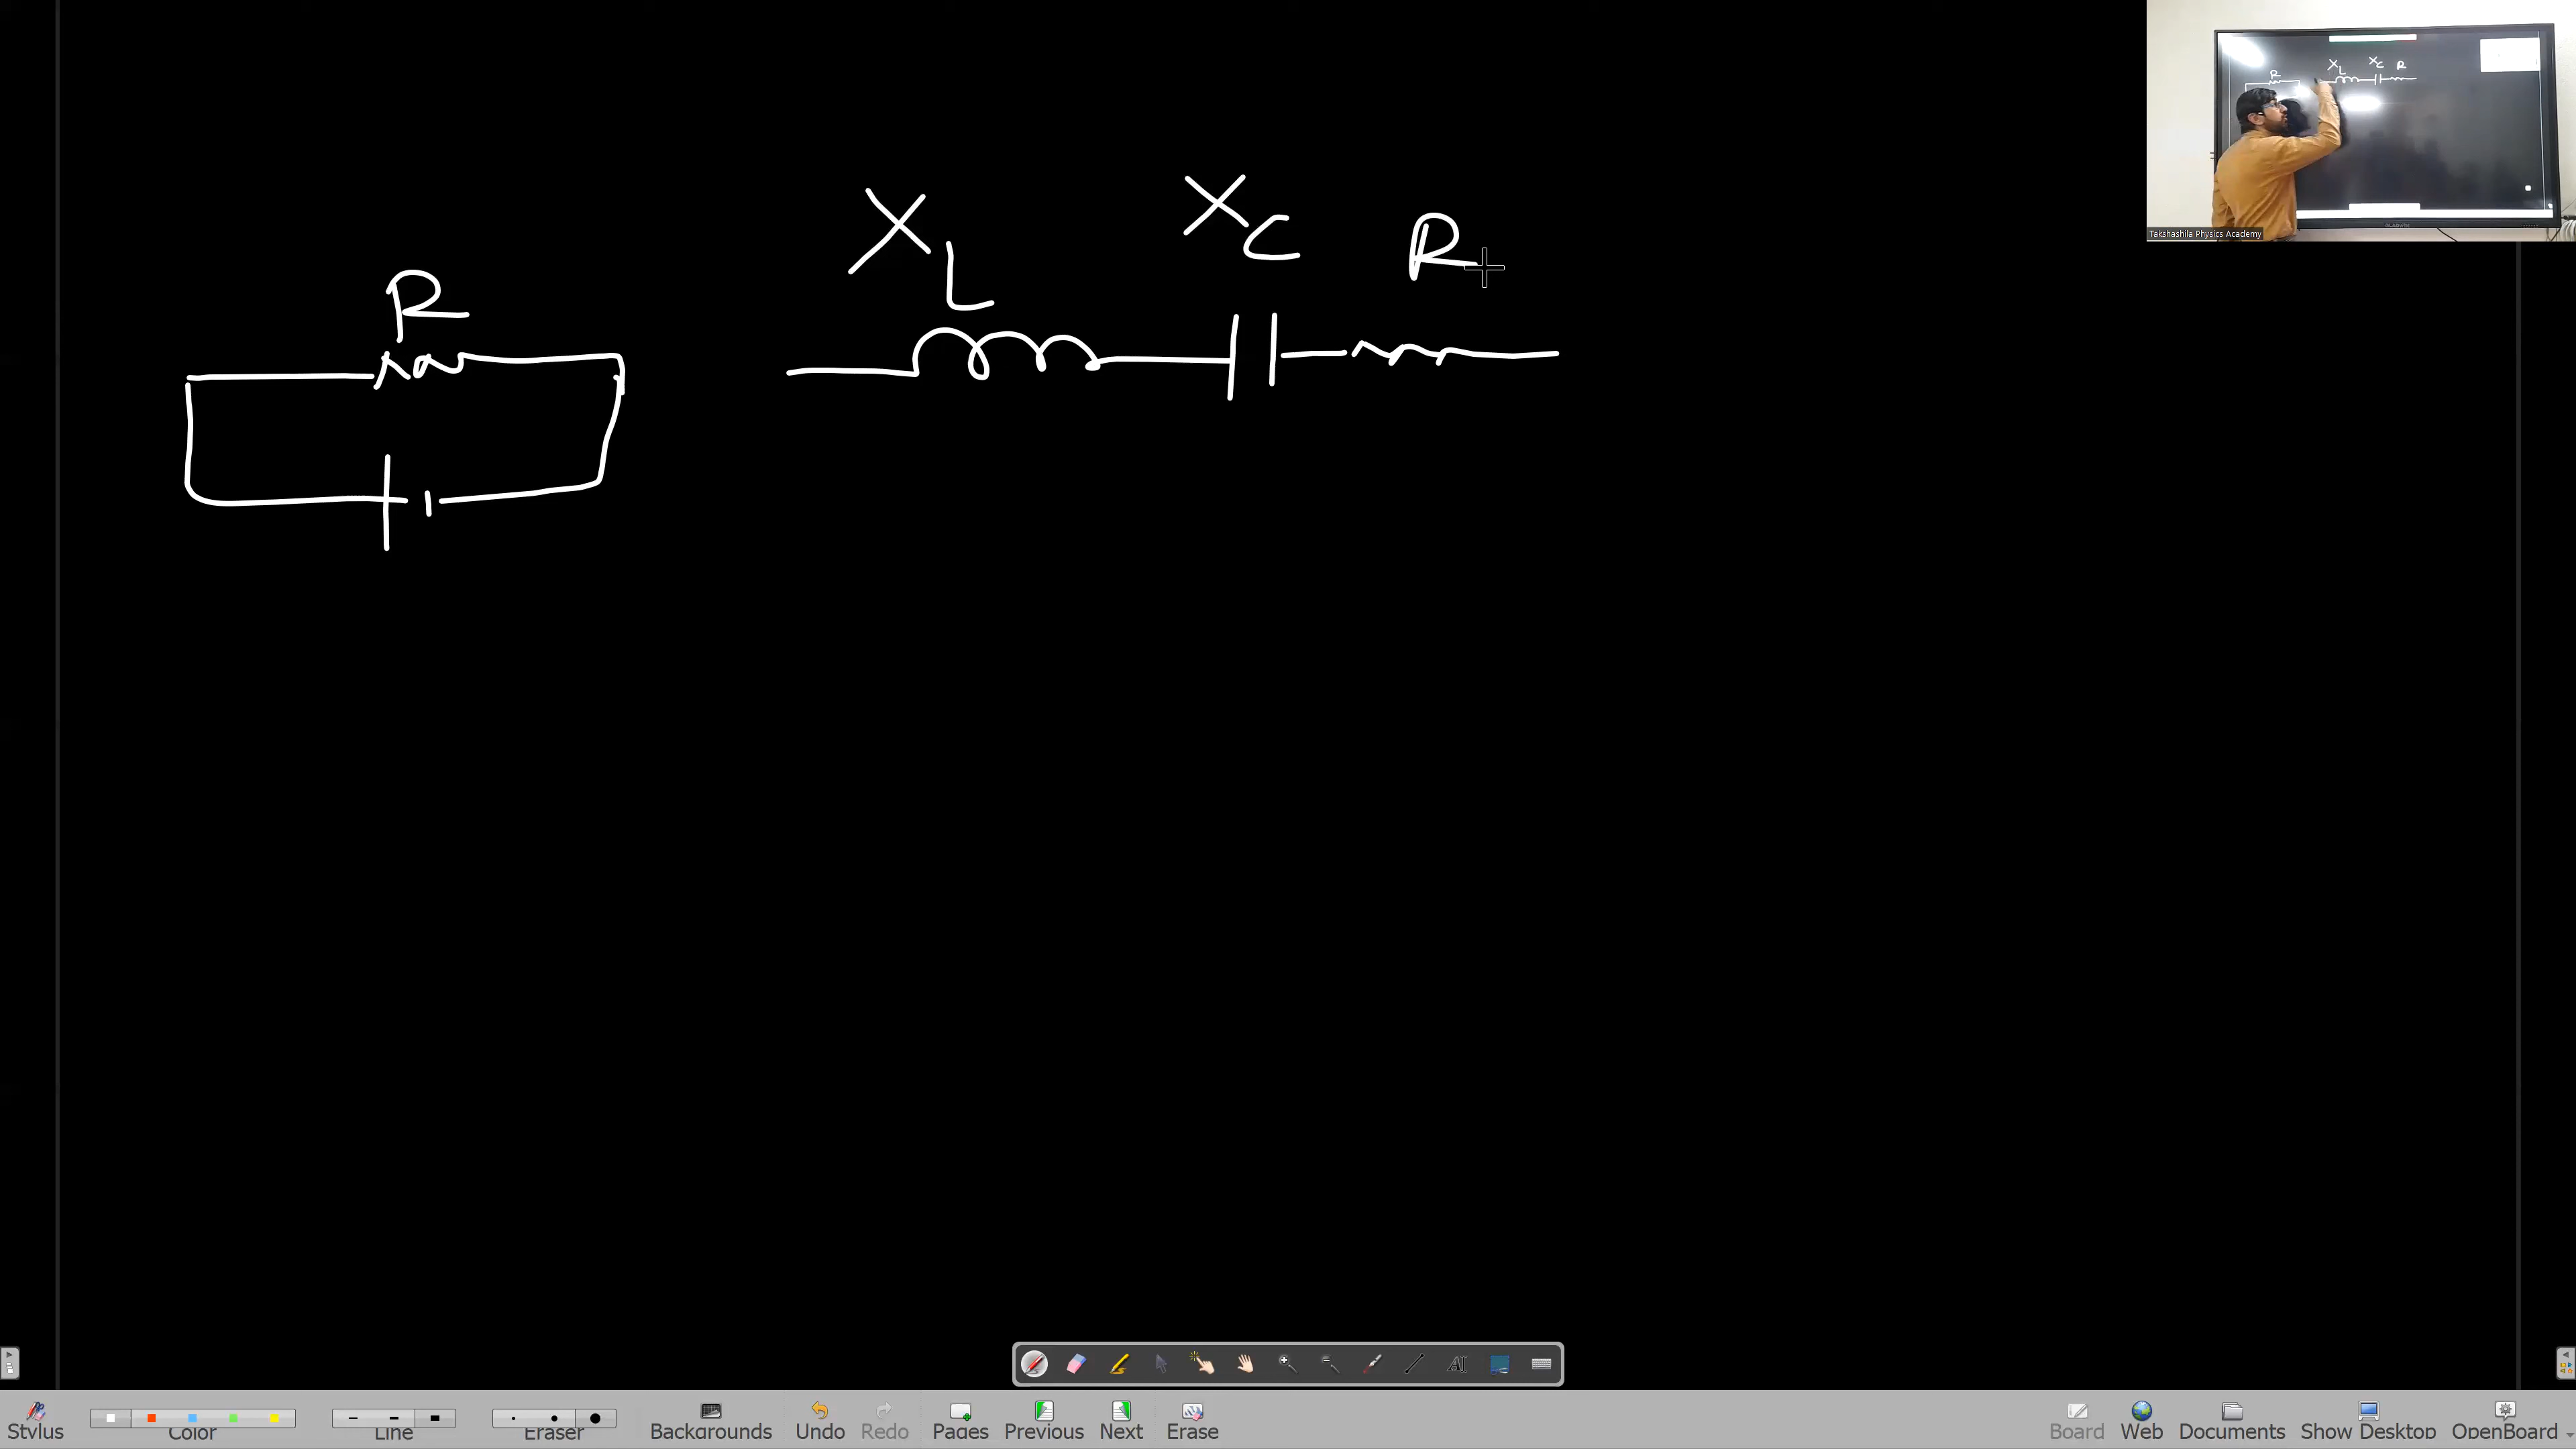 X_L X_C R
R
Takshashila Physics Academy
Stylus Color Line Eraser Backgrounds Undo Redo Pages Previous Next Erase Board Web Documents Show Desktop OpenBoard